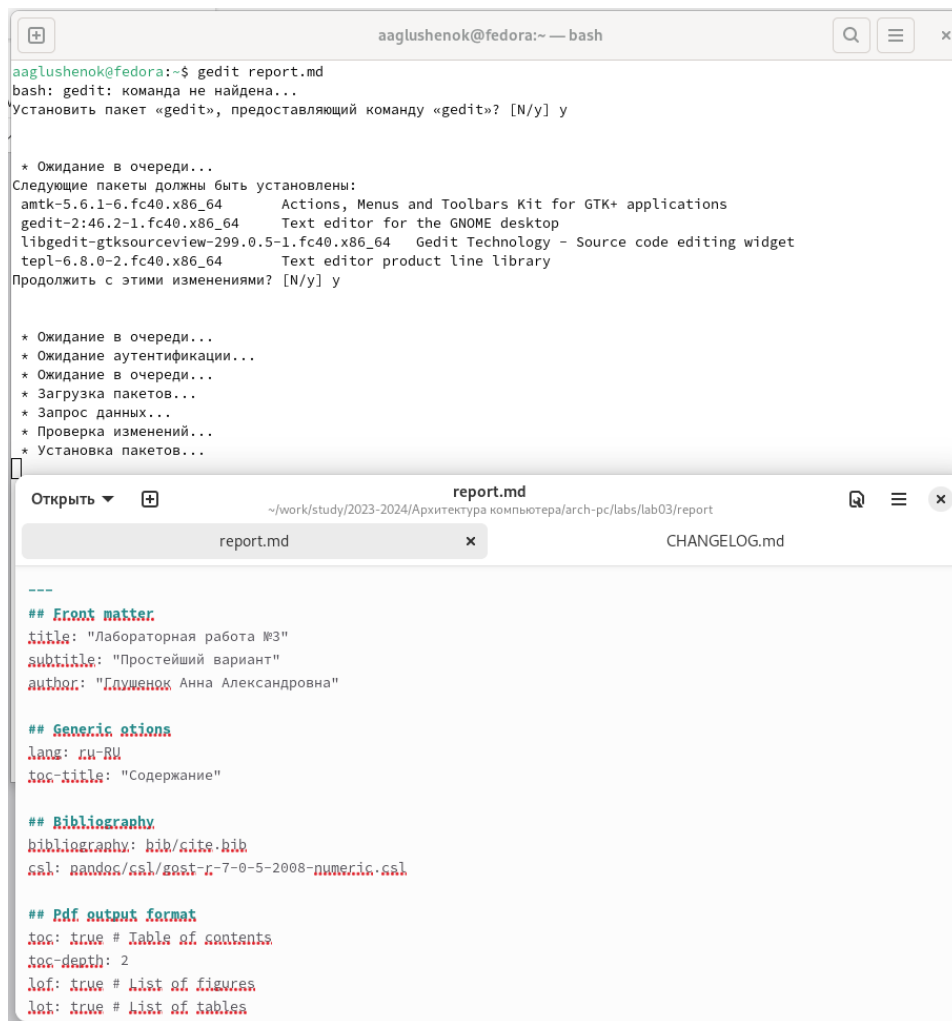 aaglushenok@fedora:~ — bash
aaglushenok@fedora:~$ gedit report.md
bash: gedit: команда не найдена...
Установить пакет «gedit», предоставляющий команду «gedit»? [N/y] y
* Ожидание в очереди...
Следующие пакеты должны быть установлены:
amtk-5.6.1-6.fc40.x86_64 Actions, Menus and Toolbars Kit for GTK+ applications
gedit-2:46.2-1.fc40.x86_64 Text editor for the GNOME desktop
libgedit-gtksourceview-299.0.5-1.fc40.x86_64 Gedit Technology - Source code editing widget
tepl-6.8.0-2.fc40.x86_64 Text editor product line library
Продолжить с этими изменениями? [N/y] y
* Ожидание в очереди...
* Ожидание аутентификации...
* Ожидание в очереди...
* Загрузка пакетов...
* Запрос данных...
* Проверка изменений...
* Установка пакетов...
Открыть
report.md
~/work/study/2023-2024/Архитектура компьютера/arch-pc/labs/lab03/report
report.md CHANGELOG.md
---
## Front matter
title: "Лабораторная работа №3"
subtitle: "Простейший вариант"
author: "Глушенок Анна Александровна"
## Generic otions
lang: ru-RU
toc-title: "Содержание"
## Bibliography
bibliography: bib/cite.bib
csl: pandoc/csl/gost-r-7-0-5-2008-numeric.csl
## Pdf output format
toc: true # Table of contents
toc-depth: 2
lof: true # List of figures
lot: true # List of tables